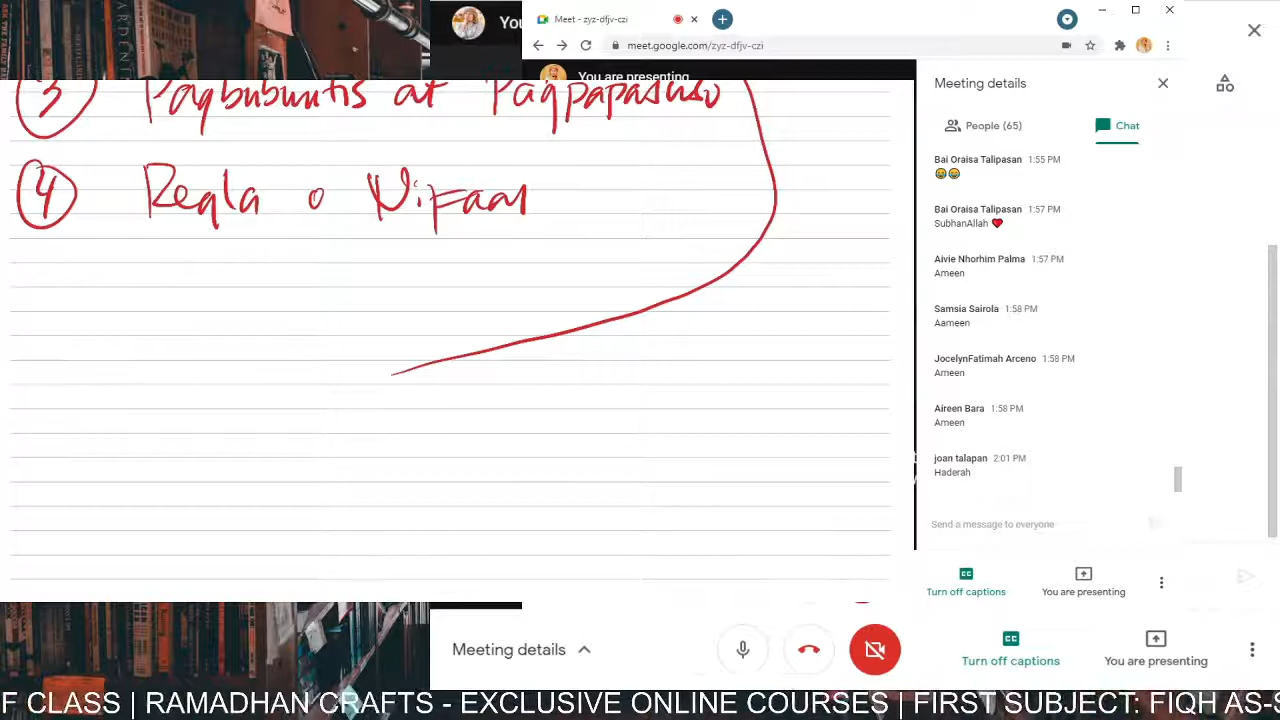 You
Meet - zyz-dfjv-czi
meet.google.com/zyz-dfjv-czi
You are presenting
3 Pagbubuntis at Pagpapasuso
4 Regla o Nifaas
Meeting details
People (65)
Chat
Bai Oraisa Talipasan 1:55 PM
😂😂
Bai Oraisa Talipasan 1:57 PM
SubhanAllah ❤
Aivie Nhorhim Palma 1:57 PM
Ameen
Samsia Sairola 1:58 PM
Aameen
JocelynFatimah Arceno 1:58 PM
Ameen
Aireen Bara 1:58 PM
Ameen
joan talapan 2:01 PM
Haderah
Send a message to everyone
Turn off captions
You are presenting
Meeting details
Turn off captions
You are presenting
F CLASS | RAMADHAN CRAFTS - EXCLUSIVE ONLINE COURSES | FIRST SUBJECT: FIQH AS-S